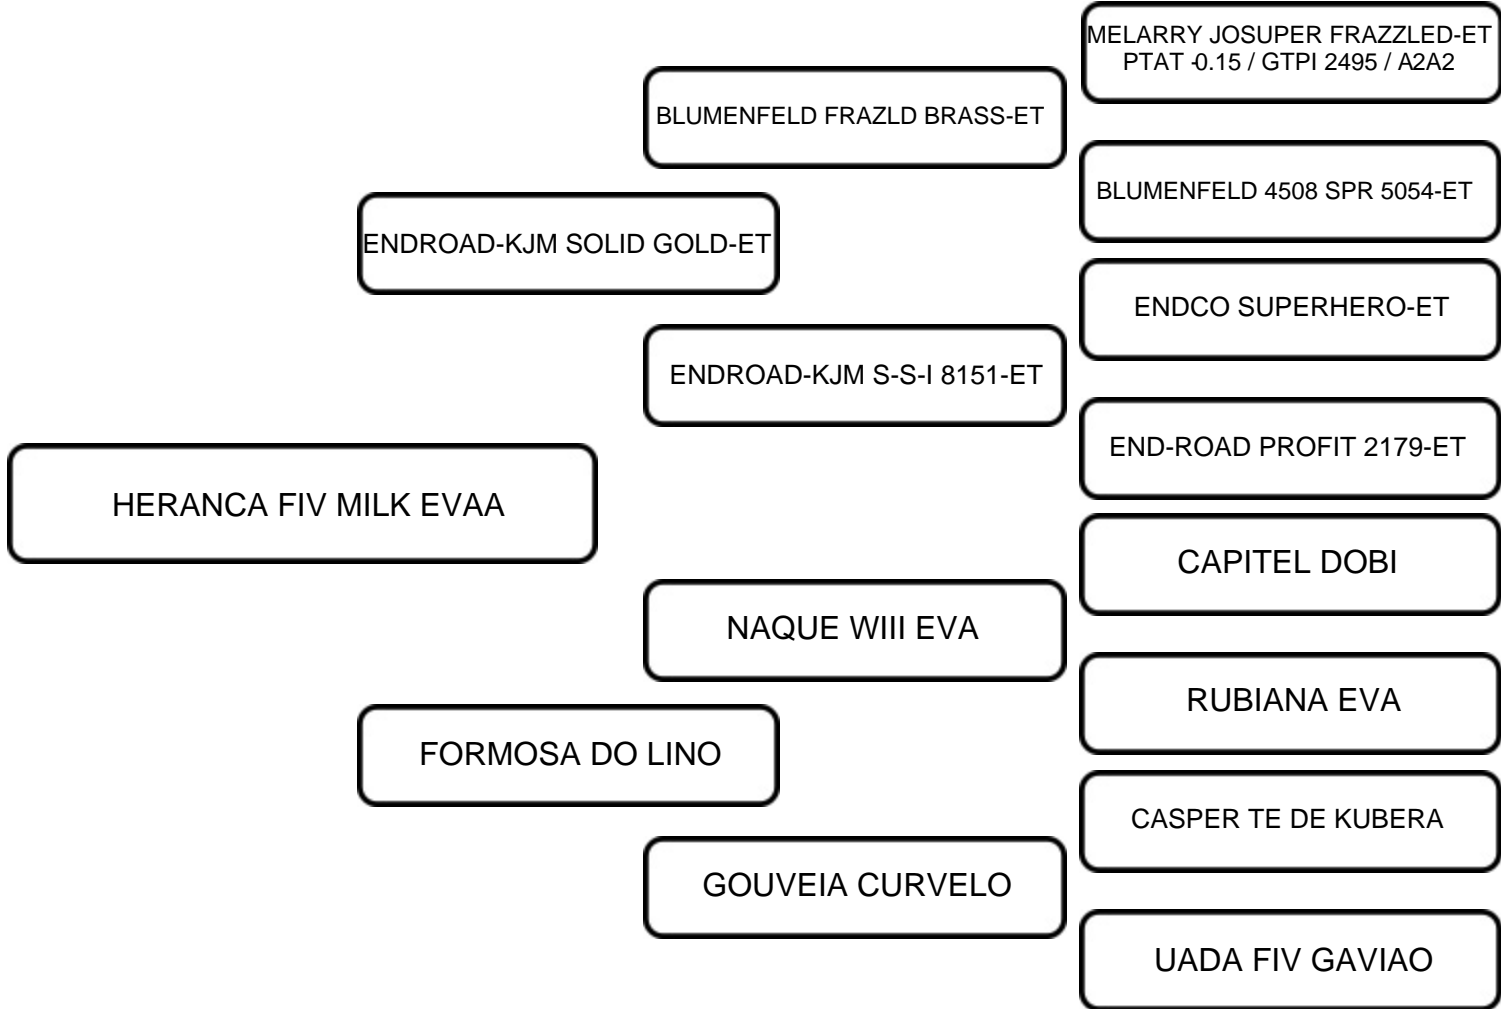 MELARRY JOSUPER FRAZZLED-ET
PTAT -0.15 / GTPI 2495 / A2A2
BLUMENFELD FRAZLD BRASS-ET
BLUMENFELD 4508 SPR 5054-ET
ENDROAD-KJM SOLID GOLD-ET
ENDCO SUPERHERO-ET
ENDROAD-KJM S-S-I 8151-ET
END-ROAD PROFIT 2179-ET
HERANCA FIV MILK EVAA
CAPITEL DOBI
NAQUE WIII EVA
RUBIANA EVA
FORMOSA DO LINO
CASPER TE DE KUBERA
GOUVEIA CURVELO
UADA FIV GAVIAO